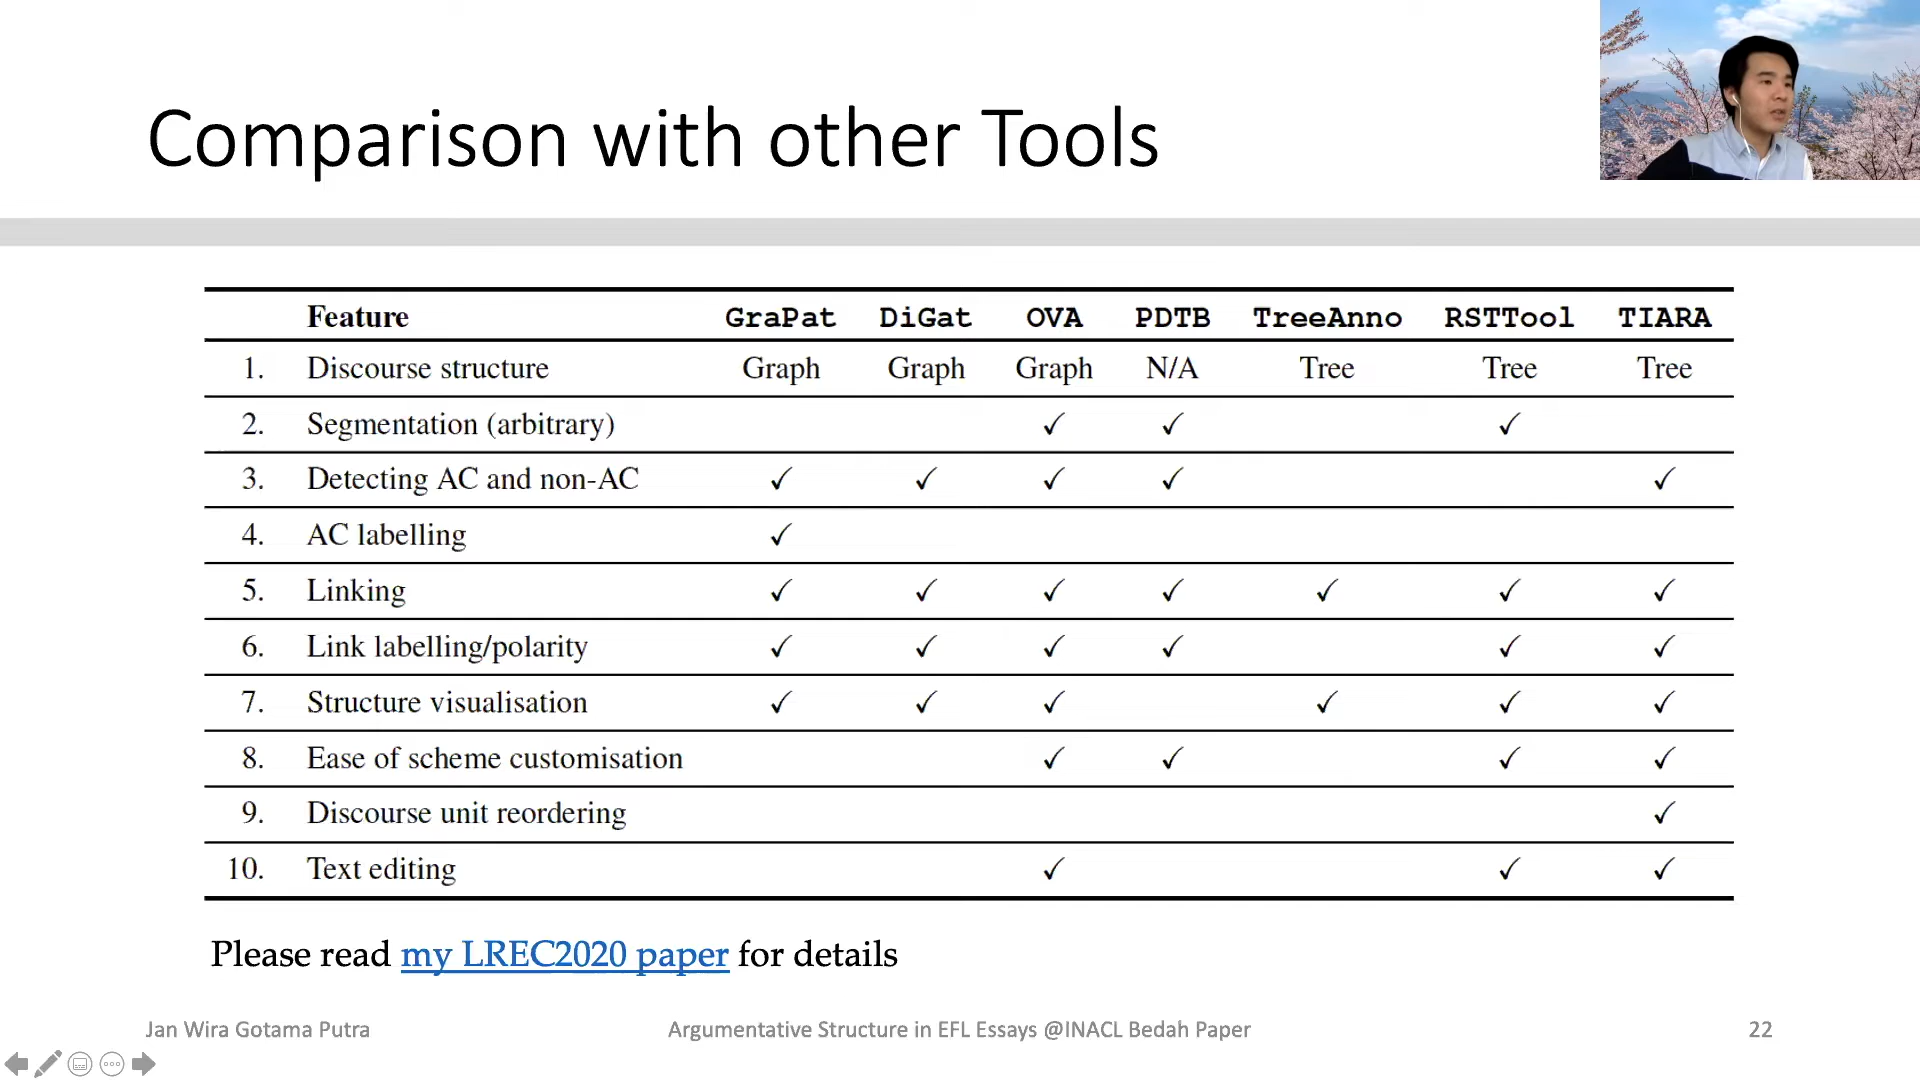 Comparison with other Tools
Feature GraPat DiGat OVA PDTB TreeAnno RSTTool TIARA
1. Discourse structure Graph Graph Graph N/A Tree Tree Tree
2. Segmentation (arbitrary) ✓ ✓ ✓
3. Detecting AC and non-AC ✓ ✓ ✓ ✓ ✓
4. AC labelling ✓
5. Linking ✓ ✓ ✓ ✓ ✓ ✓ ✓
6. Link labelling/polarity ✓ ✓ ✓ ✓ ✓ ✓
7. Structure visualisation ✓ ✓ ✓ ✓ ✓ ✓
8. Ease of scheme customisation ✓ ✓ ✓ ✓
9. Discourse unit reordering ✓
10. Text editing ✓ ✓ ✓
Please read my LREC2020 paper for details
Jan Wira Gotama Putra Argumentative Structure in EFL Essays @INACL Bedah Paper 22